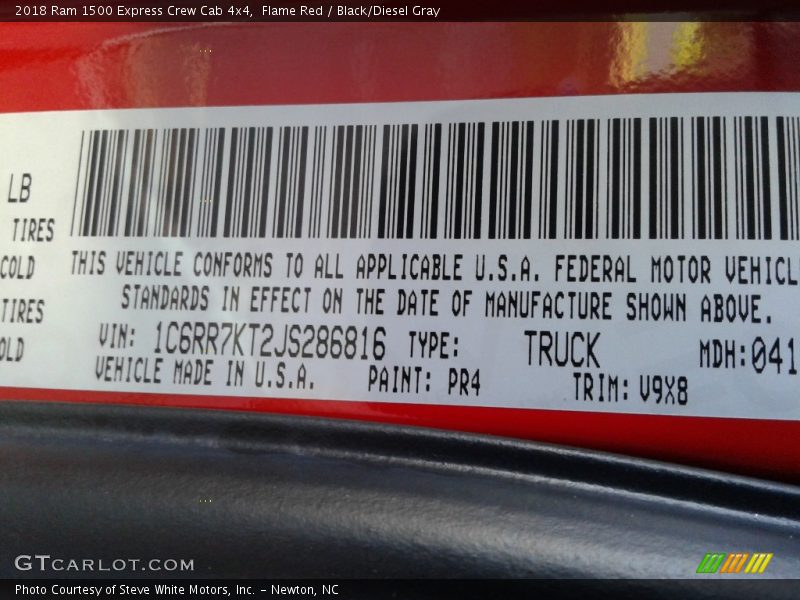 2018 Ram 1500 Express Crew Cab 4x4,  Flame Red / Black/Diesel Gray
LB
TIRES
COLD
TIRES
OLD
THIS VEHICLE CONFORMS TO ALL APPLICABLE U.S.A. FEDERAL MOTOR VEHICL
STANDARDS IN EFFECT ON THE DATE OF MANUFACTURE SHOWN ABOVE.
VIN: 1C6RR7KT2JS286816 TYPE: TRUCK MDH:041
VEHICLE MADE IN U.S.A. PAINT: PR4 TRIM: V9X8
GTCARLOT.COM
Photo Courtesy of Steve White Motors, Inc. – Newton, NC